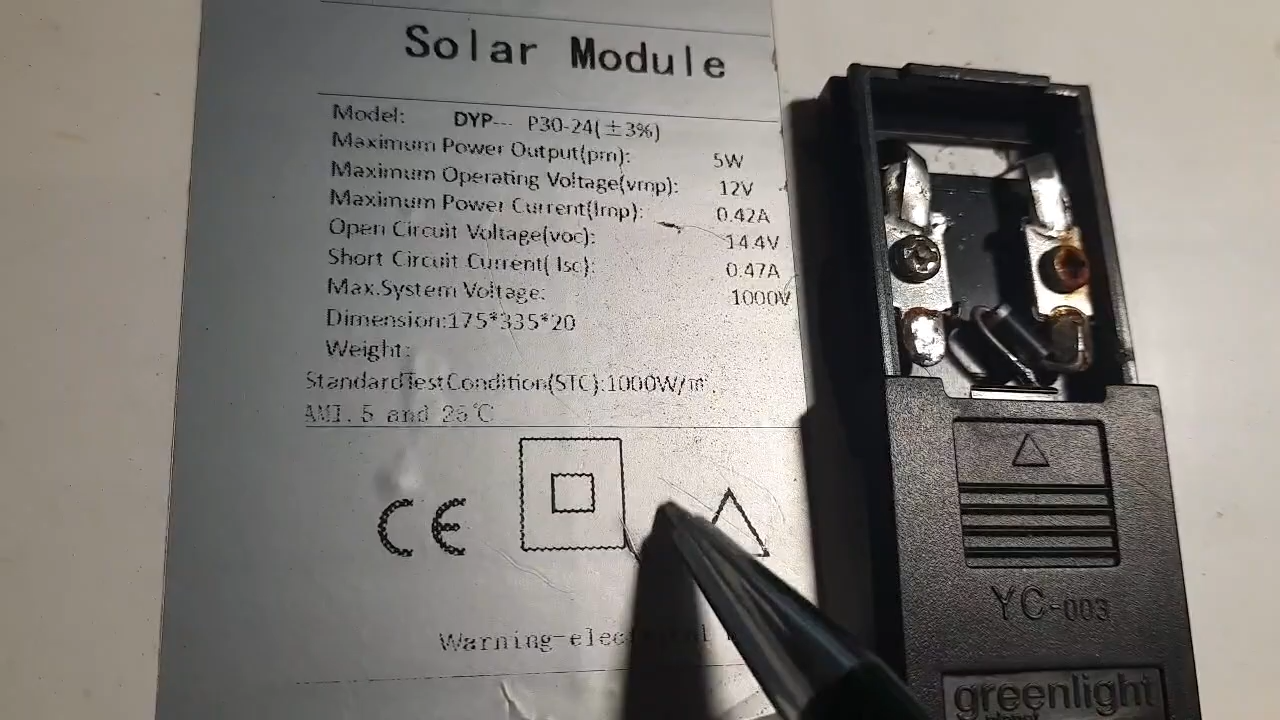 Solar Module
Model: DYP--- P30-24(±3%)
Maximum Power Output(pm): 5W
Maximum Operating Voltage(vmp): 12V
Maximum Power Current(Imp): 0.42A
Open Circuit Voltage(voc): 14.4V
Short Circuit Current( Isc): 0.47A
Max.System Voltage: 1000V
Dimension:175*335*20
Weight:
StandardTestCondition(STC):1000W/㎡,
AM1.5 and 25℃
CE
Warning-electrical
YC-003
greenlight
planet